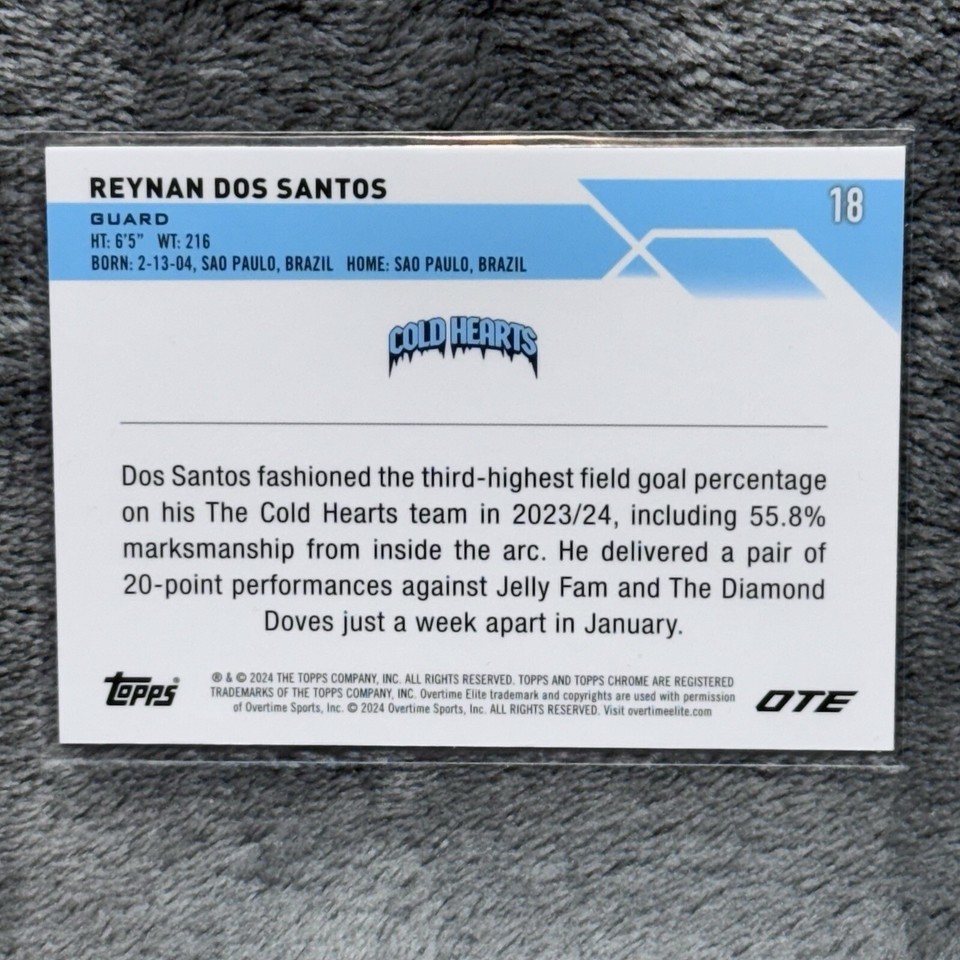 REYNAN DOS SANTOS
18
GUARD
HT: 6'5" WT: 216
BORN: 2-13-04, SAO PAULO, BRAZIL HOME: SAO PAULO, BRAZIL
COLD HEARTS
Dos Santos fashioned the third-highest field goal percentage
on his The Cold Hearts team in 2023/24, including 55.8%
marksmanship from inside the arc. He delivered a pair of
20-point performances against Jelly Fam and The Diamond
Doves just a week apart in January.
Topps®
® & © 2024 THE TOPPS COMPANY, INC. ALL RIGHTS RESERVED. TOPPS AND TOPPS CHROME ARE REGISTERED
TRADEMARKS OF THE TOPPS COMPANY, INC. Overtime Elite trademark and copyrights are used with permission
of Overtime Sports, Inc. © 2024 Overtime Sports, Inc. ALL RIGHTS RESERVED. Visit overtimeelite.com
OTE